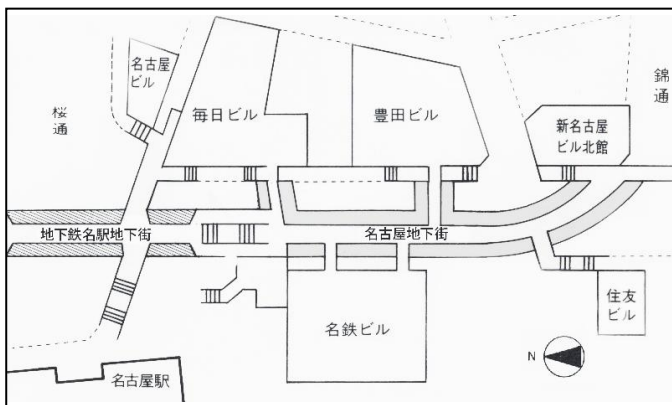 名古屋
ビル
桜
通
毎日ビル
豊田ビル
錦
通
新名古屋
ビル北館
地下鉄名駅地下街
名古屋地下街
名鉄ビル
住友
ビル
N
名古屋駅